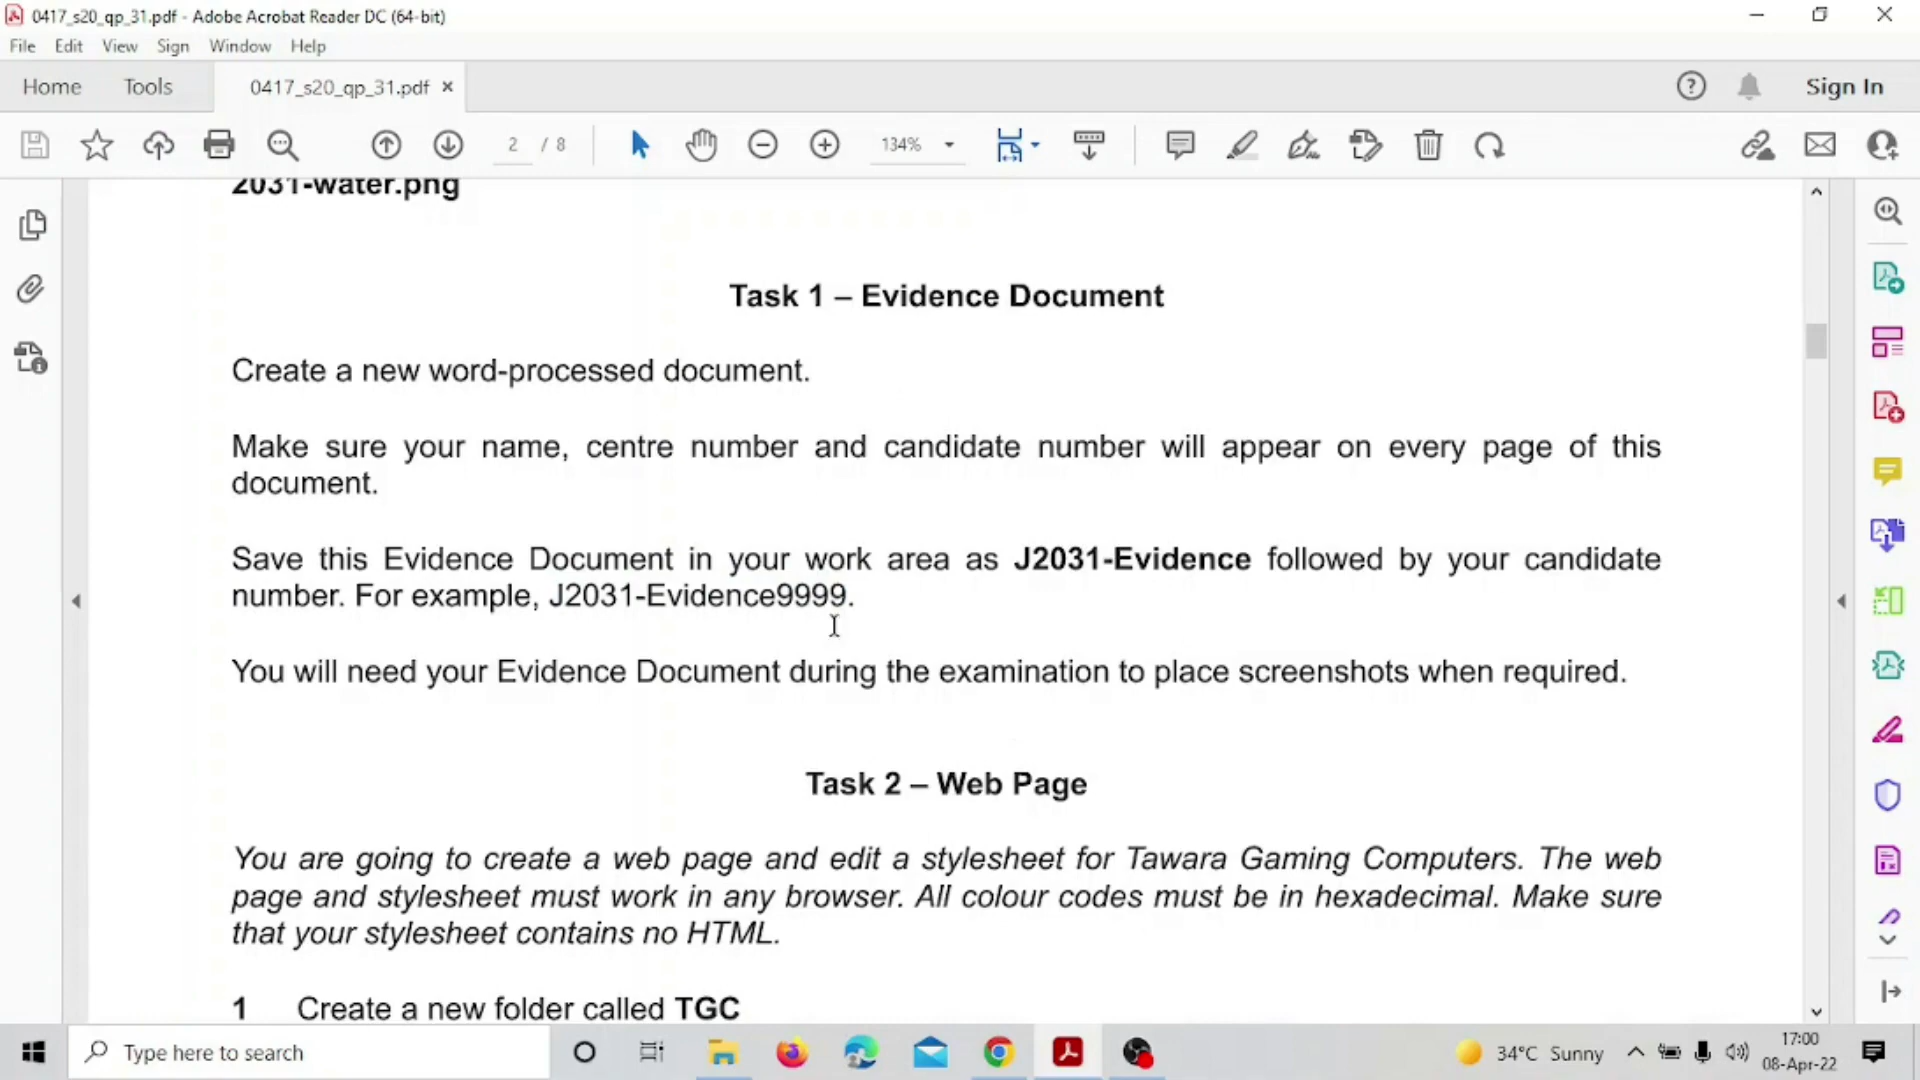 0417_s20_qp_31.pdf - Adobe Acrobat Reader DC (64-bit)
File Edit View Sign Window Help
Home Tools 0417_s20_qp_31.pdf × Sign In
2 / 8 134%
2031-water.png
Task 1 – Evidence Document
Create a new word-processed document.
Make sure your name, centre number and candidate number will appear on every page of this
document.
Save this Evidence Document in your work area as J2031-Evidence followed by your candidate
number. For example, J2031-Evidence9999.
You will need your Evidence Document during the examination to place screenshots when required.
Task 2 – Web Page
You are going to create a web page and edit a stylesheet for Tawara Gaming Computers. The web
page and stylesheet must work in any browser. All colour codes must be in hexadecimal. Make sure
that your stylesheet contains no HTML.
1 Create a new folder called TGC
Type here to search
34°C Sunny
17:00
08-Apr-22